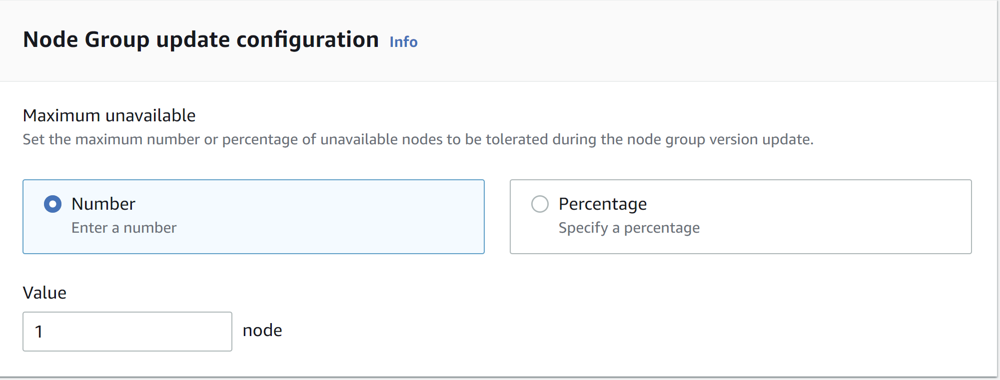 Node Group update configuration Info
Maximum unavailable
Set the maximum number or percentage of unavailable nodes to be tolerated during the node group version update.
Number
Enter a number
Percentage
Specify a percentage
Value
1 node